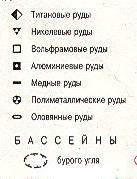 Титановые руды
Никелевые руды
Вольфрамовые руды
Алюминиевые руды
Медные руды
Полиметаллические руды
Оловянные руды
БАССЕЙНЫ
бурого угля